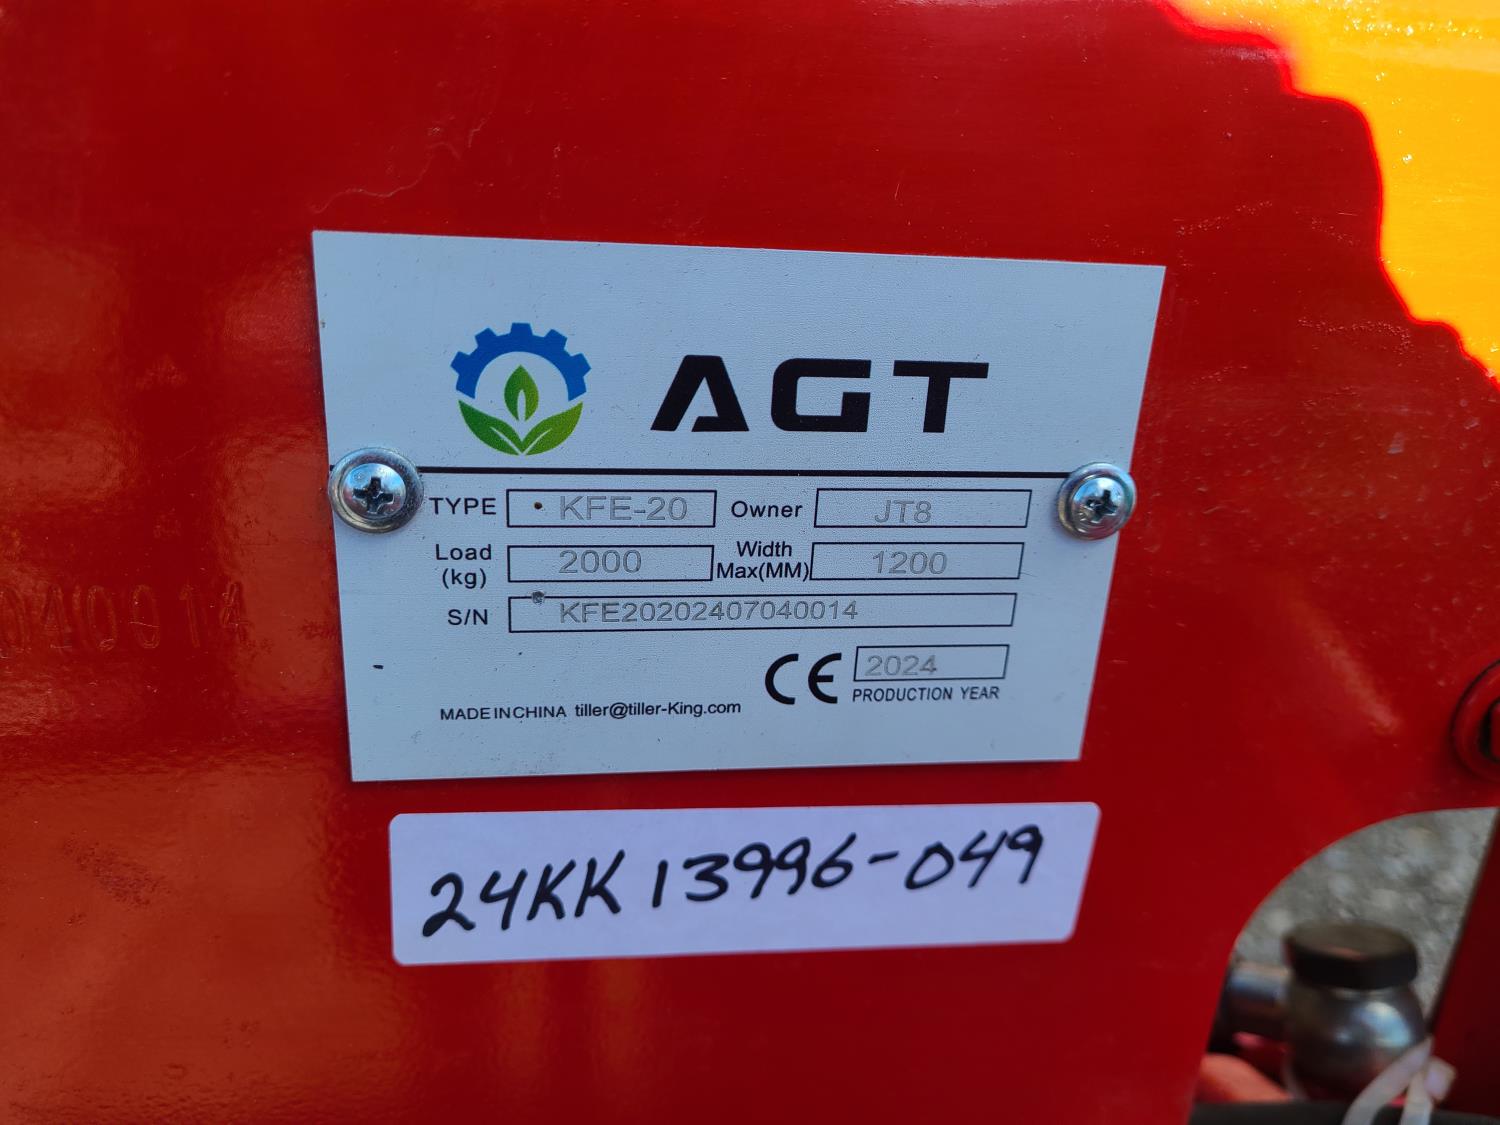 AGT
TYPE KFE-20 Owner JT8
Load (kg) 2000 Width Max(MM) 1200
S/N KFE20202407040014
CE 2024
PRODUCTION YEAR
MADE IN CHINA tiller@tiller-King.com
24KK13996-049
040014